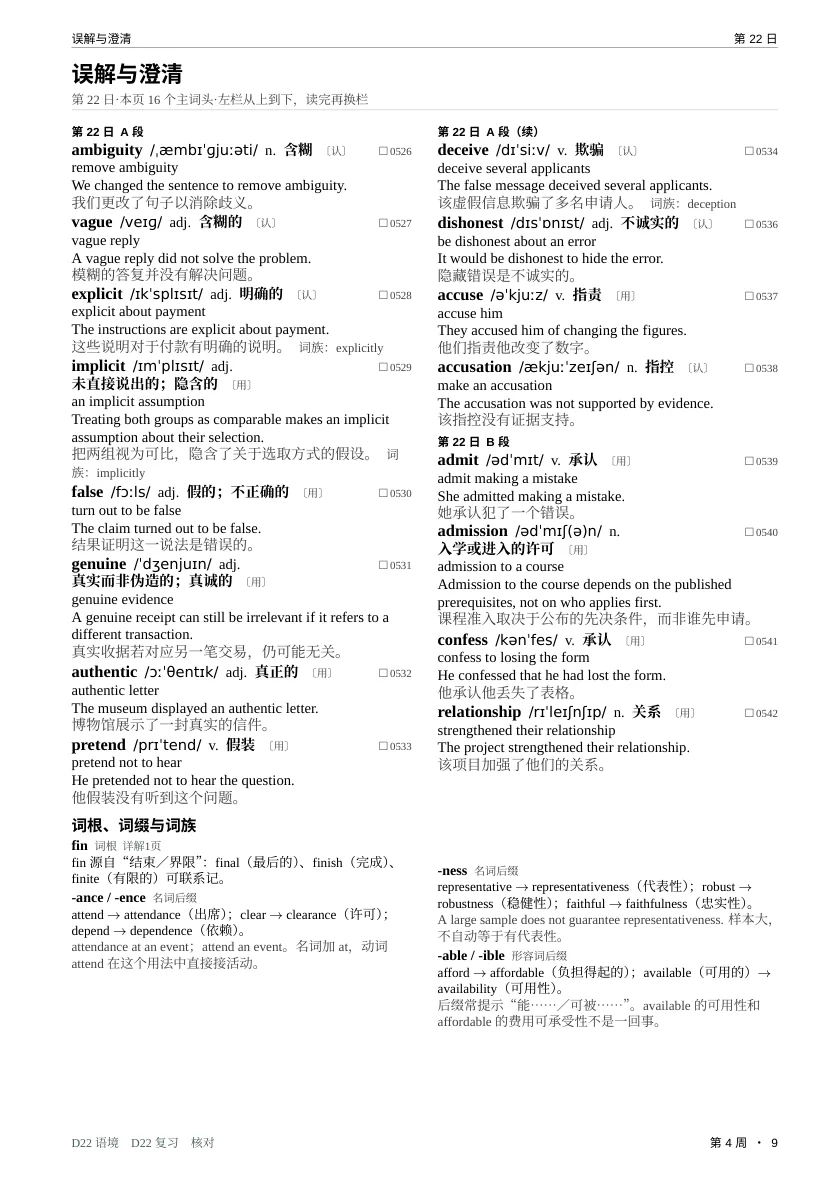 误解与澄清
第 22 日
误解与澄清
第 22 日·本页 16 个主词头·左栏从上到下，读完再换栏
第 22 日 A 段
ambiguity /ˌæmbɪˈɡjuːəti/ n. 含糊 〔认〕 □ 0526
remove ambiguity
We changed the sentence to remove ambiguity.
我们更改了句子以消除歧义。
vague /veɪɡ/ adj. 含糊的 〔认〕 □ 0527
vague reply
A vague reply did not solve the problem.
模糊的答复并没有解决问题。
explicit /ɪkˈsplɪsɪt/ adj. 明确的 〔认〕 □ 0528
explicit about payment
The instructions are explicit about payment.
这些说明对于付款有明确的说明。 词族：explicitly
implicit /ɪmˈplɪsɪt/ adj. □ 0529
未直接说出的；隐含的 〔用〕
an implicit assumption
Treating both groups as comparable makes an implicit
assumption about their selection.
把两组视为可比，隐含了关于选取方式的假设。 词
族：implicitly
false /fɔːls/ adj. 假的；不正确的 〔用〕 □ 0530
turn out to be false
The claim turned out to be false.
结果证明这一说法是错误的。
genuine /ˈdʒenjuɪn/ adj. □ 0531
真实而非伪造的；真诚的 〔用〕
genuine evidence
A genuine receipt can still be irrelevant if it refers to a
different transaction.
真实收据若对应另一笔交易，仍可能无关。
authentic /ɔːˈθentɪk/ adj. 真正的 〔用〕 □ 0532
authentic letter
The museum displayed an authentic letter.
博物馆展示了一封真实的信件。
pretend /prɪˈtend/ v. 假装 〔用〕 □ 0533
pretend not to hear
He pretended not to hear the question.
他假装没有听到这个问题。
第 22 日 A 段（续）
deceive /dɪˈsiːv/ v. 欺骗 〔认〕 □ 0534
deceive several applicants
The false message deceived several applicants.
该虚假信息欺骗了多名申请人。 词族：deception
dishonest /dɪsˈɒnɪst/ adj. 不诚实的 〔认〕 □ 0536
be dishonest about an error
It would be dishonest to hide the error.
隐藏错误是不诚实的。
accuse /əˈkjuːz/ v. 指责 〔用〕 □ 0537
accuse him
They accused him of changing the figures.
他们指责他改变了数字。
accusation /ækjuːˈzeɪʃən/ n. 指控 〔认〕 □ 0538
make an accusation
The accusation was not supported by evidence.
该指控没有证据支持。
第 22 日 B 段
admit /ədˈmɪt/ v. 承认 〔用〕 □ 0539
admit making a mistake
She admitted making a mistake.
她承认犯了一个错误。
admission /ədˈmɪʃ(ə)n/ n. □ 0540
入学或进入的许可 〔用〕
admission to a course
Admission to the course depends on the published
prerequisites, not on who applies first.
课程准入取决于公布的先决条件，而非谁先申请。
confess /kənˈfes/ v. 承认 〔用〕 □ 0541
confess to losing the form
He confessed that he had lost the form.
他承认他丢失了表格。
relationship /rɪˈleɪʃnʃɪp/ n. 关系 〔用〕 □ 0542
strengthened their relationship
The project strengthened their relationship.
该项目加强了他们的关系。
词根、词缀与词族
fin 词根 详解1页
fin 源自“结束／界限”：final（最后的）、finish（完成）、
finite（有限的）可联系记。
-ance / -ence 名词后缀
attend → attendance（出席）；clear → clearance（许可）；
depend → dependence（依赖）。
attendance at an event；attend an event。名词加 at，动词
attend 在这个用法中直接接活动。
-ness 名词后缀
representative → representativeness（代表性）；robust →
robustness（稳健性）；faithful → faithfulness（忠实性）。
A large sample does not guarantee representativeness. 样本大，
不自动等于有代表性。
-able / -ible 形容词后缀
afford → affordable（负担得起的）；available（可用的）→
availability（可用性）。
后缀常提示“能……／可被……”。available 的可用性和
affordable 的费用可承受性不是一回事。
D22 语境 D22 复习 核对
第 4 周 · 9